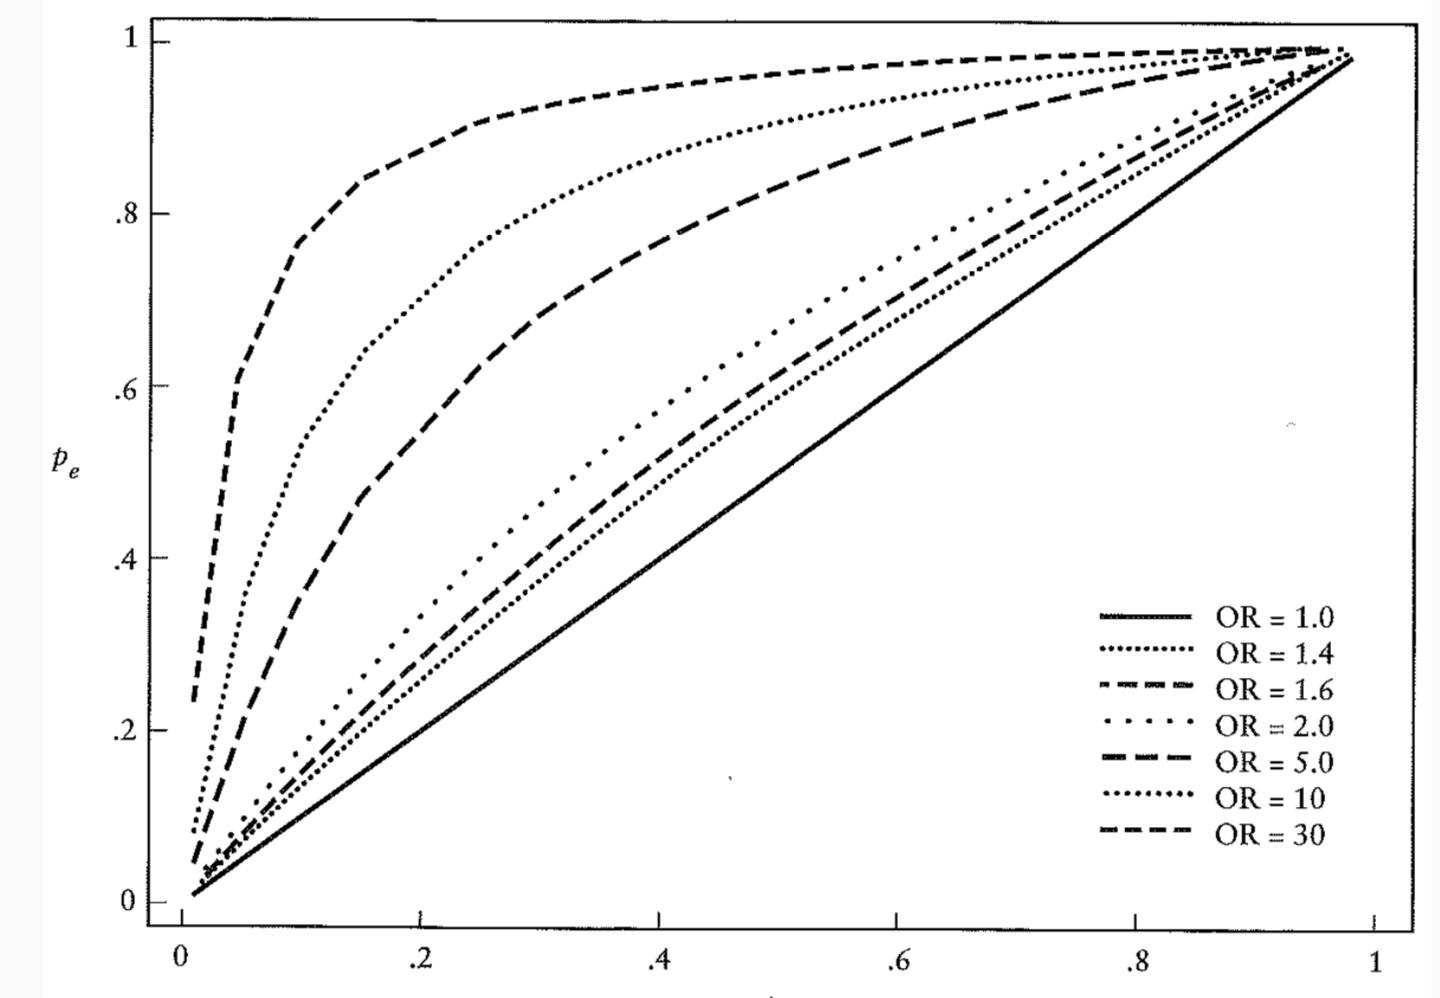 1
.8
.6
p_e
.4
.2
0
OR = 1.0
OR = 1.4
OR = 1.6
OR = 2.0
OR = 5.0
OR = 10
OR = 30
0 .2 .4 .6 .8 1